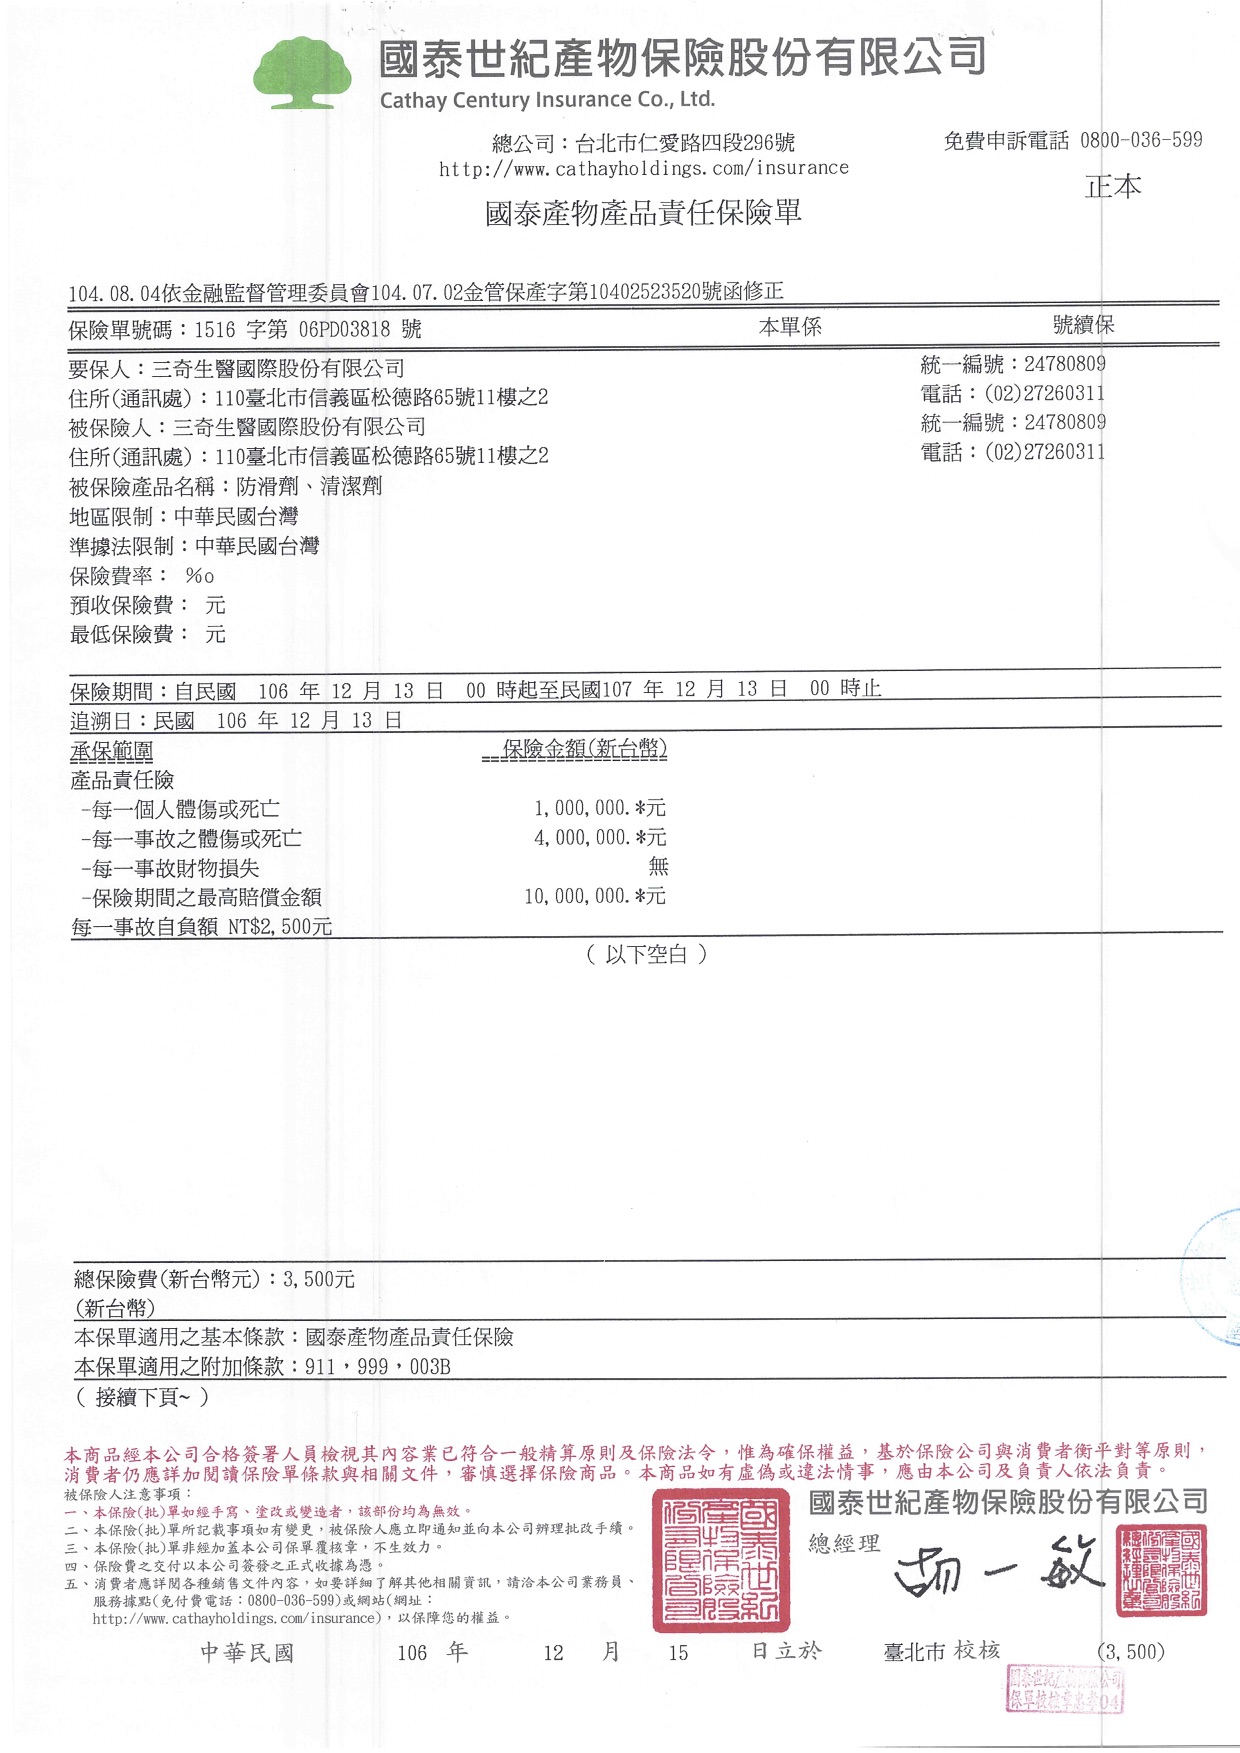 國泰世紀產物保險股份有限公司
Cathay Century Insurance Co., Ltd.
總公司：台北市仁愛路四段296號
免費申訴電話 0800-036-599
http://www.cathayholdings.com/insurance
正本
國泰產物產品責任保險單
104.08.04依金融監督管理委員會104.07.02金管保產字第10402523520號函修正
保險單號碼：1516 字第 06PD03818 號 本單係 號續保
要保人：三奇生醫國際股份有限公司 統一編號：24780809
住所(通訊處)：110臺北市信義區松德路65號11樓之2 電話：(02)27260311
被保險人：三奇生醫國際股份有限公司 統一編號：24780809
住所(通訊處)：110臺北市信義區松德路65號11樓之2 電話：(02)27260311
被保險產品名稱：防滑劑、清潔劑
地區限制：中華民國台灣
準據法限制：中華民國台灣
保險費率： %o
預收保險費： 元
最低保險費： 元
保險期間：自民國 106 年 12 月 13 日 00 時起至民國107 年 12 月 13 日 00 時止
追溯日：民國 106 年 12 月 13 日
承保範圍 保險金額(新台幣)
產品責任險
-每一個人體傷或死亡 1,000,000.*元
-每一事故之體傷或死亡 4,000,000.*元
-每一事故財物損失 無
-保險期間之最高賠償金額 10,000,000.*元
每一事故自負額 NT$2,500元
( 以下空白 )
總保險費(新台幣元)：3,500元
(新台幣)
本保單適用之基本條款：國泰產物產品責任保險
本保單適用之附加條款：911，999，003B
( 接續下頁~ )
本商品經本公司合格簽署人員檢視其內容業已符合一般精算原則及保險法令，惟為確保權益，基於保險公司與消費者衡平對等原則，
消費者仍應詳加閱讀保險單條款與相關文件，審慎選擇保險商品。本商品如有虛偽或違法情事，應由本公司及負責人依法負責。
被保險人注意事項：
一、本保險(批)單如經手寫、塗改或變造者，該部份均為無效。
二、本保險(批)單所記載事項如有變更，被保險人應立即通知並向本公司辨理批改手續。
三、本保險(批)單非經加蓋本公司保單覆核章，不生效力。
四、保險費之交付以本公司簽發之正式收據為憑。
五、消費者應詳閱各種銷售文件內容，如要詳細了解其他相關資訊，請洽本公司業務員、
服務據點(免付費電話：0800-036-599)或網站(網址：
http://www.cathayholdings.com/insurance)，以保障您的權益。
國泰世紀產物保險股份有限公司
總經理 胡一敏
中華民國 106 年 12 月 15 日立於 臺北市 校核 (3,500)